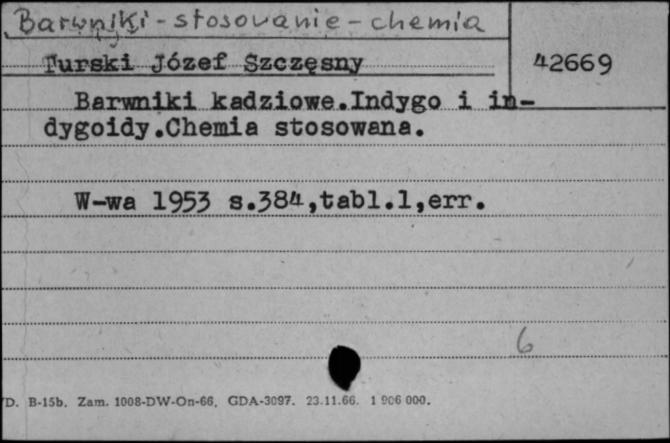 Barwniki - stosowanie - chemia
Turski Józef Szczęsny
42669
Barwniki kadziowe.Indygo i in-
dygoidy.Chemia stosowana.
W-wa 1953 s.384,tabl.1,err.
6
D. B-15b. Zam. 1008-DW-On-66. GDA-3097. 23.11.66. 1 906 000.